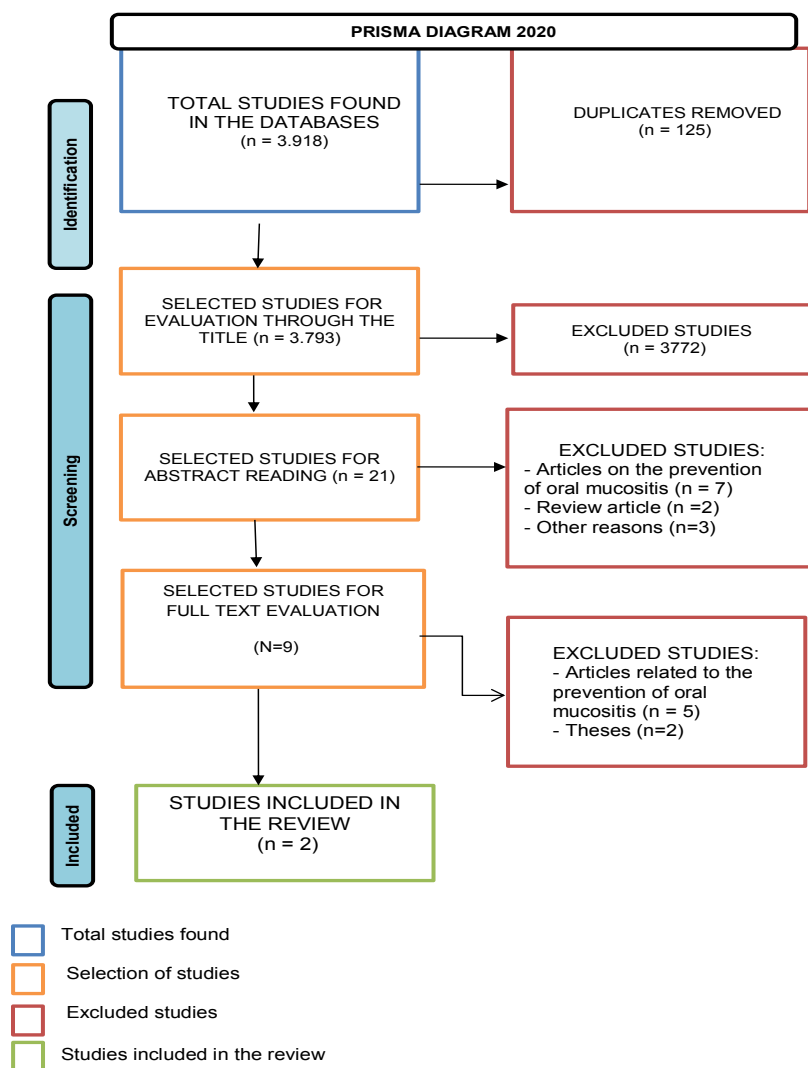 PRISMA DIAGRAM 2020
Identification
TOTAL STUDIES FOUND
IN THE DATABASES
(n = 3.918)
DUPLICATES REMOVED
(n = 125)
Screening
SELECTED STUDIES FOR
EVALUATION THROUGH THE
TITLE (n = 3.793)
EXCLUDED STUDIES
(n = 3772)
SELECTED STUDIES FOR
ABSTRACT READING (n = 21)
EXCLUDED STUDIES:
- Articles on the prevention
of oral mucositis (n = 7)
- Review article (n =2)
- Other reasons (n=3)
SELECTED STUDIES FOR
FULL TEXT EVALUATION
(N=9)
EXCLUDED STUDIES:
- Articles related to the
prevention of oral
mucositis (n = 5)
- Theses (n=2)
Included
STUDIES INCLUDED IN
THE REVIEW
(n = 2)
Total studies found
Selection of studies
Excluded studies
Studies included in the review